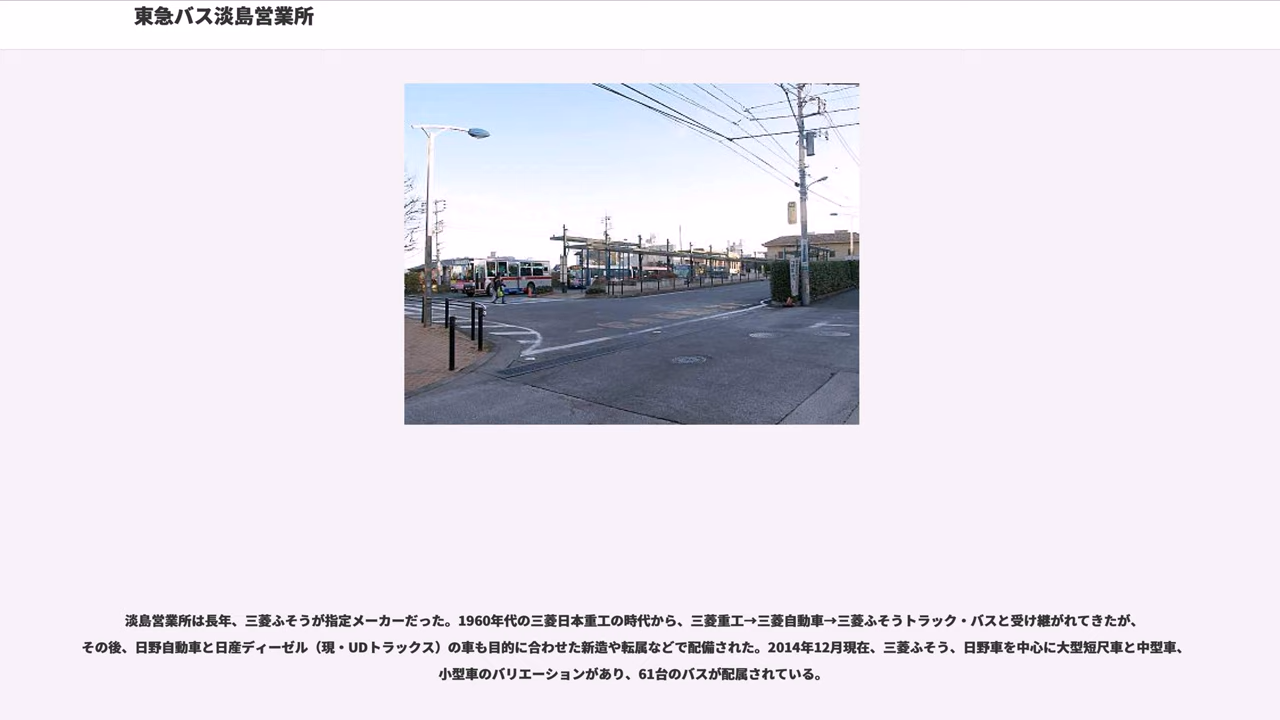 東急バス淡島営業所
淡島営業所は長年、三菱ふそうが指定メーカーだった。1960年代の三菱日本重工の時代から、三菱重工→三菱自動車→三菱ふそうトラック・バスと受け継がれてきたが、
その後、日野自動車と日産ディーゼル（現・UDトラックス）の車も目的に合わせた新造や転属などで配備された。2014年12月現在、三菱ふそう、日野車を中心に大型短尺車と中型車、
小型車のバリエーションがあり、61台のバスが配属されている。